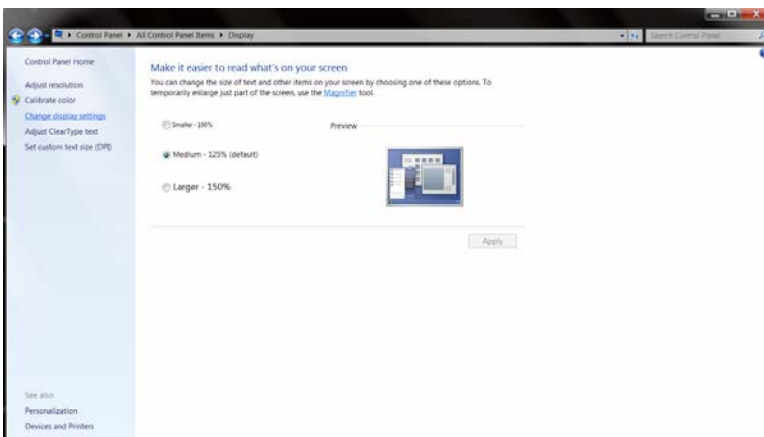 Control Panel ▸ All Control Panel Items ▸ Display
Search Control Panel
Control Panel Home
Adjust resolution
Calibrate color
Change display settings
Adjust ClearType text
Set custom text size (DPI)
Make it easier to read what's on your screen
You can change the size of text and other items on your screen by choosing one of these options. To
temporarily enlarge just part of the screen, use the Magnifier tool.
Smaller - 100%
Preview
Medium - 125% (default)
Larger - 150%
Apply
See also
Personalization
Devices and Printers